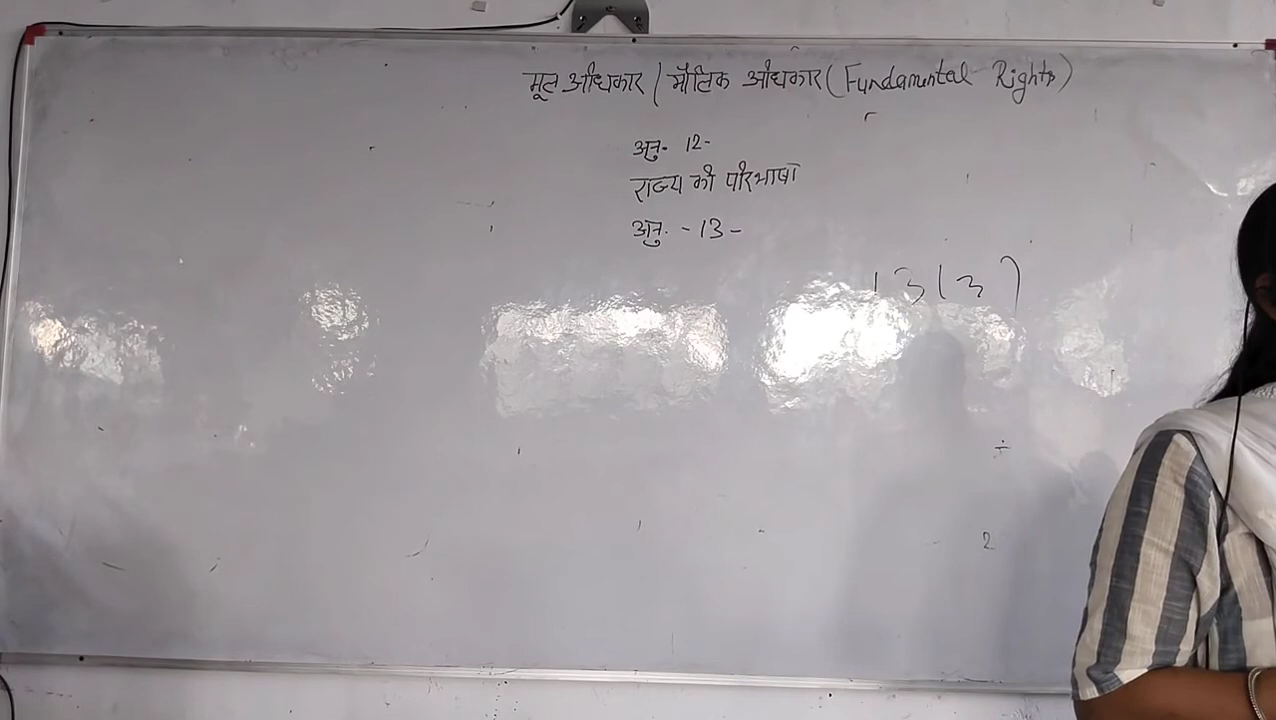 मूल अधिकार / मौलिक अधिकार (Fundamental Rights)
अनु. 12-
राज्य की परिभाषा
अनु. - 13 -
13(3)
2